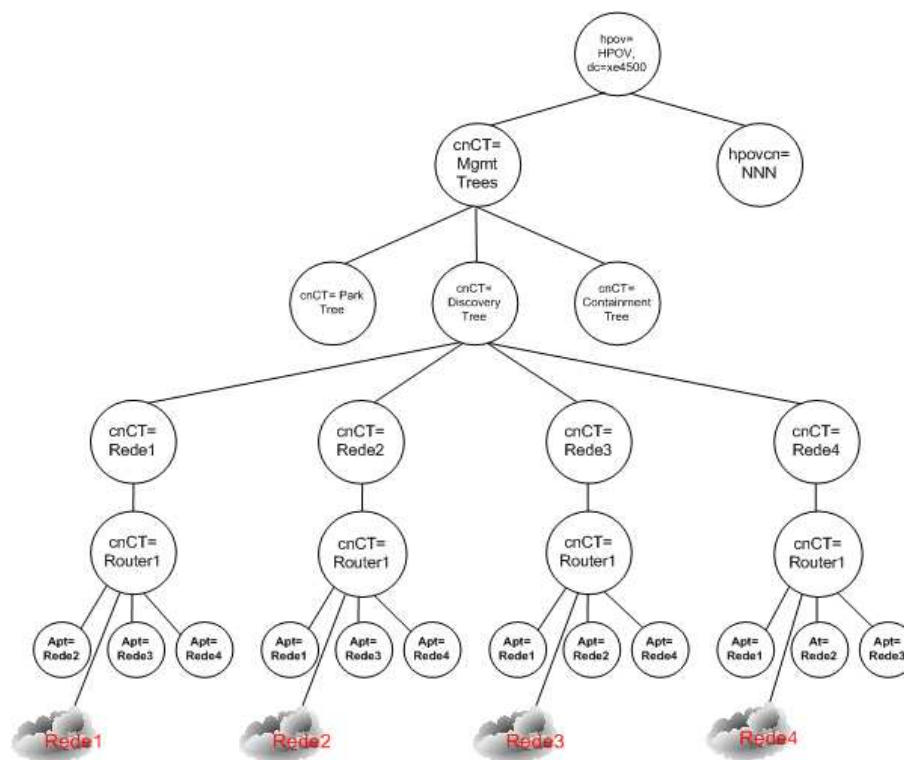 hpov=
HPOV,
dc=xe4500
cnCT=
Mgmt
Trees
hpovcn=
NNN
cnCT= Park
Tree
cnCT=
Discovery
Tree
cnCT=
Containment
Tree
cnCT=
Rede1
cnCT=
Rede2
cnCT=
Rede3
cnCT=
Rede4
cnCT=
Router1
cnCT=
Router1
cnCT=
Router1
cnCT=
Router1
Apt=
Rede2
Apt=
Rede3
Apt=
Rede4
Apt=
Rede1
Apt=
Rede3
Apt=
Rede4
Apt=
Rede1
Apt=
Rede2
Apt=
Rede4
Apt=
Rede1
At=
Rede2
Apt=
Rede3
Rede1
Rede2
Rede3
Rede4